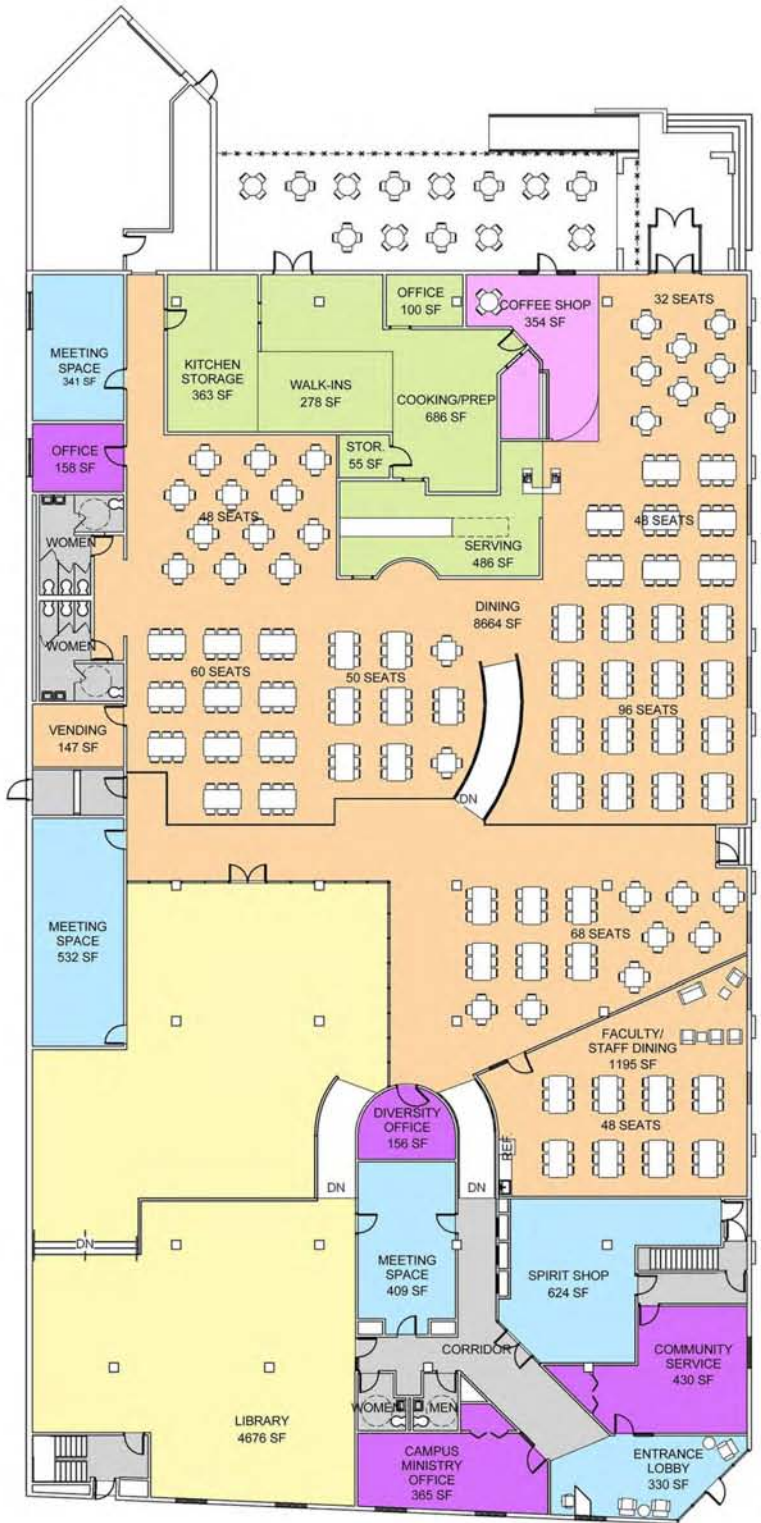 OFFICE
100 SF
COFFEE SHOP
354 SF
32 SEATS
MEETING
SPACE
341 SF
KITCHEN
STORAGE
363 SF
WALK-INS
278 SF
COOKING/PREP
686 SF
OFFICE
158 SF
STOR.
55 SF
48 SEATS
48 SEATS
WOMEN
SERVING
486 SF
DINING
8664 SF
WOMEN
60 SEATS
50 SEATS
96 SEATS
VENDING
147 SF
DN
MEETING
SPACE
532 SF
68 SEATS
FACULTY/
STAFF DINING
1195 SF
DIVERSITY
OFFICE
156 SF
48 SEATS
REF.
DN
DN
DN
MEETING
SPACE
409 SF
SPIRIT SHOP
624 SF
CORRIDOR
COMMUNITY
SERVICE
430 SF
WOMEN
MEN
LIBRARY
4676 SF
CAMPUS
MINISTRY
OFFICE
365 SF
ENTRANCE
LOBBY
330 SF